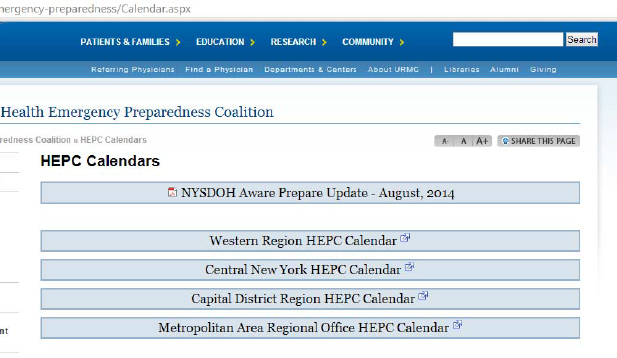 nergency-preparedness/Calendar.aspx
PATIENTS & FAMILIES > EDUCATION > RESEARCH > COMMUNITY > Search
Referring Physicians Find a Physician Departments & Centers About URMC | Libraries Alumni Giving
Health Emergency Preparedness Coalition
redness Coalition » HEPC Calendars A- A A+ SHARE THIS PAGE
HEPC Calendars
NYSDOH Aware Prepare Update - August, 2014
Western Region HEPC Calendar
Central New York HEPC Calendar
Capital District Region HEPC Calendar
Metropolitan Area Regional Office HEPC Calendar
nt